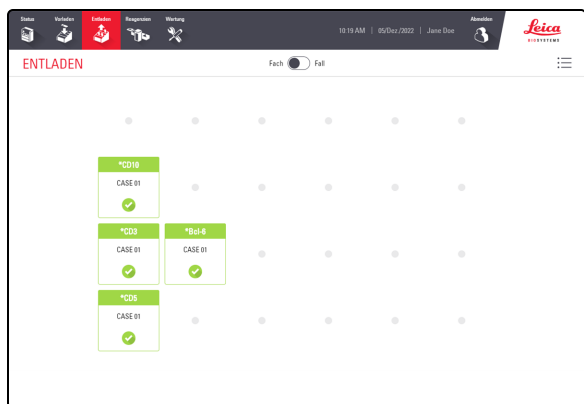 Status Vorladen Entladen Reagenzien Wartung
10:19 AM | 05/Dez./2022 | Jane Doe
Abmelden
Leica
BIOSYSTEMS
ENTLADEN
Fach Fall
*CD10
CASE 01
*CD3 *Bcl-6
CASE 01 CASE 01
*CD5
CASE 01